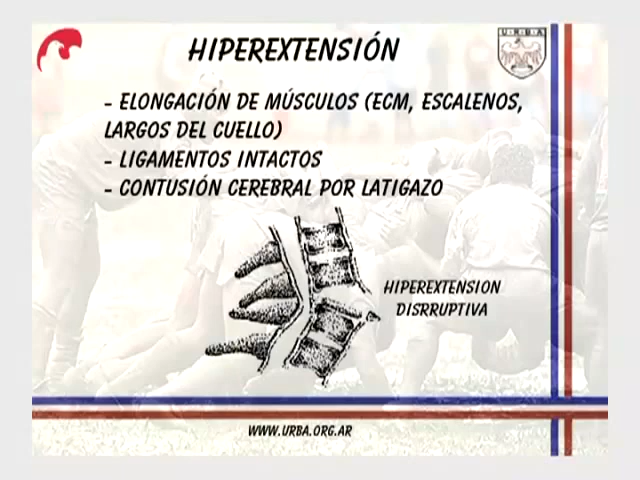 U.R.B.A
HIPEREXTENSIÓN
- ELONGACIÓN DE MÚSCULOS (ECM, ESCALENOS,
LARGOS DEL CUELLO)
- LIGAMENTOS INTACTOS
- CONTUSIÓN CEREBRAL POR LATIGAZO
HIPEREXTENSION
DISRRUPTIVA
WWW.URBA.ORG.AR